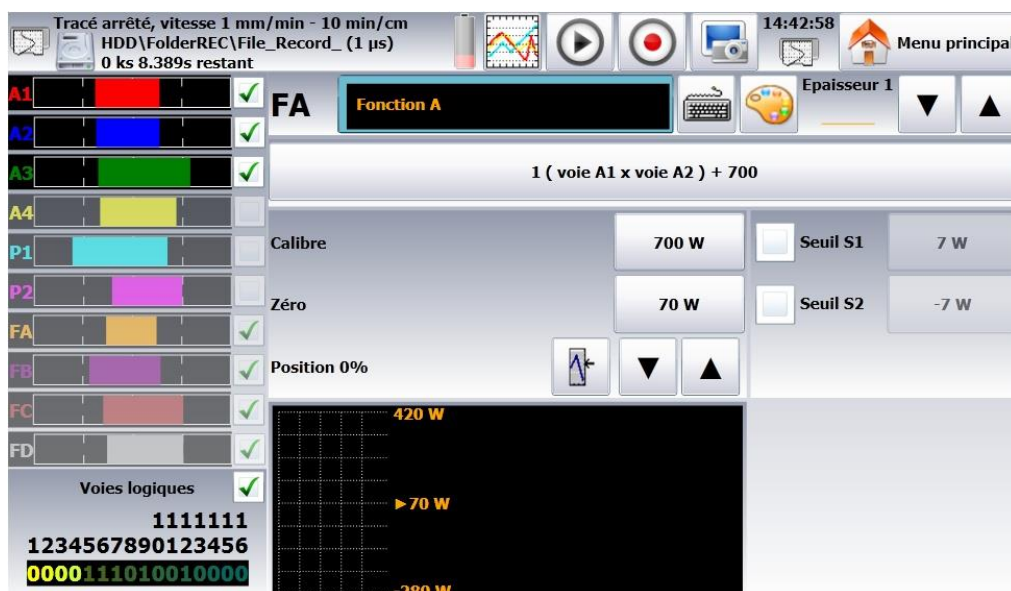 Tracé arrêté, vitesse 1 mm/min - 10 min/cm
HDD\FolderREC\File_Record_ (1 µs)
0 ks 8.389s restant
14:42:58
Menu principal
A1
A2
A3
A4
P1
P2
FA
FB
FC
FD
FA
Fonction A
Epaisseur 1
▼ ▲
1 ( voie A1 x voie A2 ) + 700
Calibre
700 W
Seuil S1
7 W
Zéro
70 W
Seuil S2
-7 W
Position 0%
▼ ▲
420 W
►70 W
-280 W
Voies logiques
1111111
1234567890123456
0000111010010000